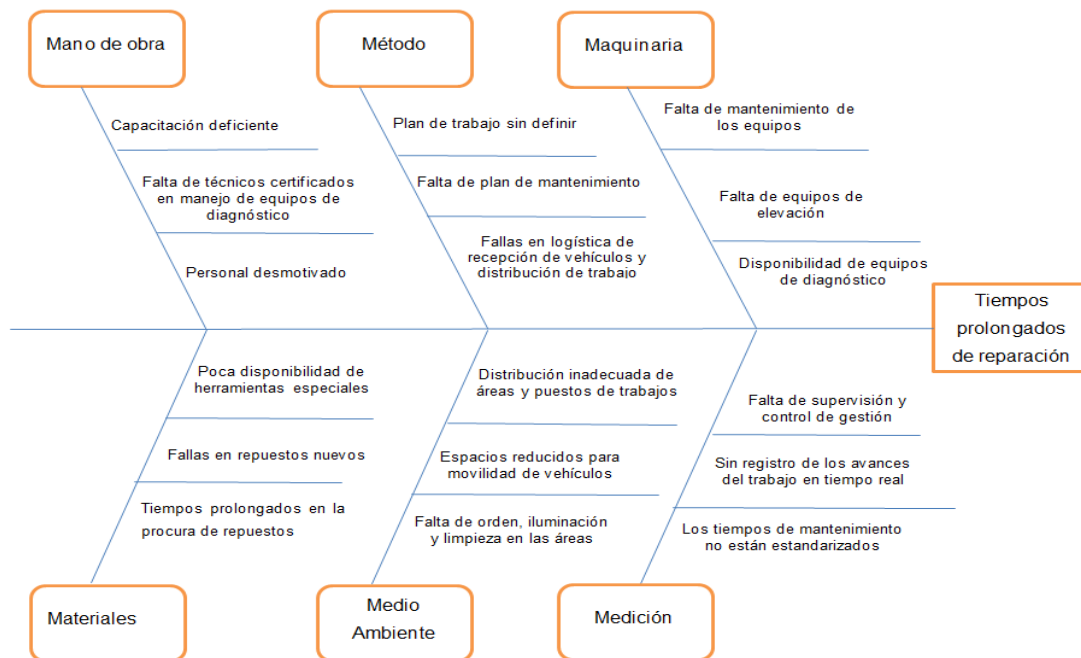 Mano de obra
Método
Maquinaria
Capacitación deficiente
Falta de técnicos certificados
en manejo de equipos de
diagnóstico
Personal desmotivado
Plan de trabajo sin definir
Falta de plan de mantenimiento
Fallas en logística de
recepción de vehículos y
distribución de trabajo
Falta de mantenimiento de
los equipos
Falta de equipos de
elevación
Disponibilidad de equipos
de diagnóstico
Tiempos
prolongados
de reparación
Poca disponibilidad de
herramientas especiales
Fallas en repuestos nuevos
Tiempos prolongados en la
procura de repuestos
Distribución inadecuada de
áreas y puestos de trabajos
Espacios reducidos para
movilidad de vehículos
Falta de orden, iluminación
y limpieza en las áreas
Falta de supervisión y
control de gestión
Sin registro de los avances
del trabajo en tiempo real
Los tiempos de mantenimiento
no están estandarizados
Materiales
Medio
Ambiente
Medición